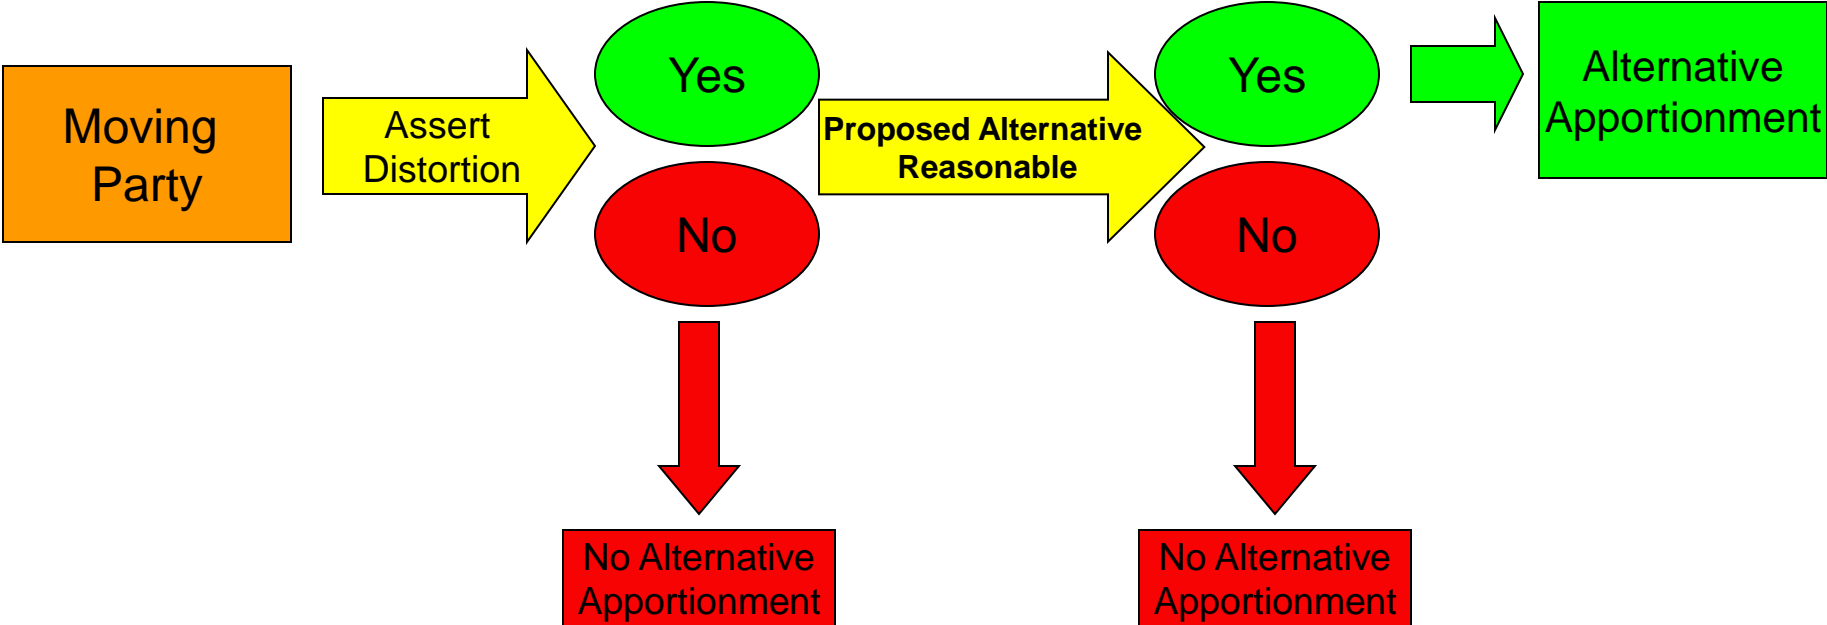 Moving
Party
Assert
Distortion
Yes
No
Proposed Alternative
Reasonable
Yes
No
Alternative
Apportionment
No Alternative
Apportionment
No Alternative
Apportionment